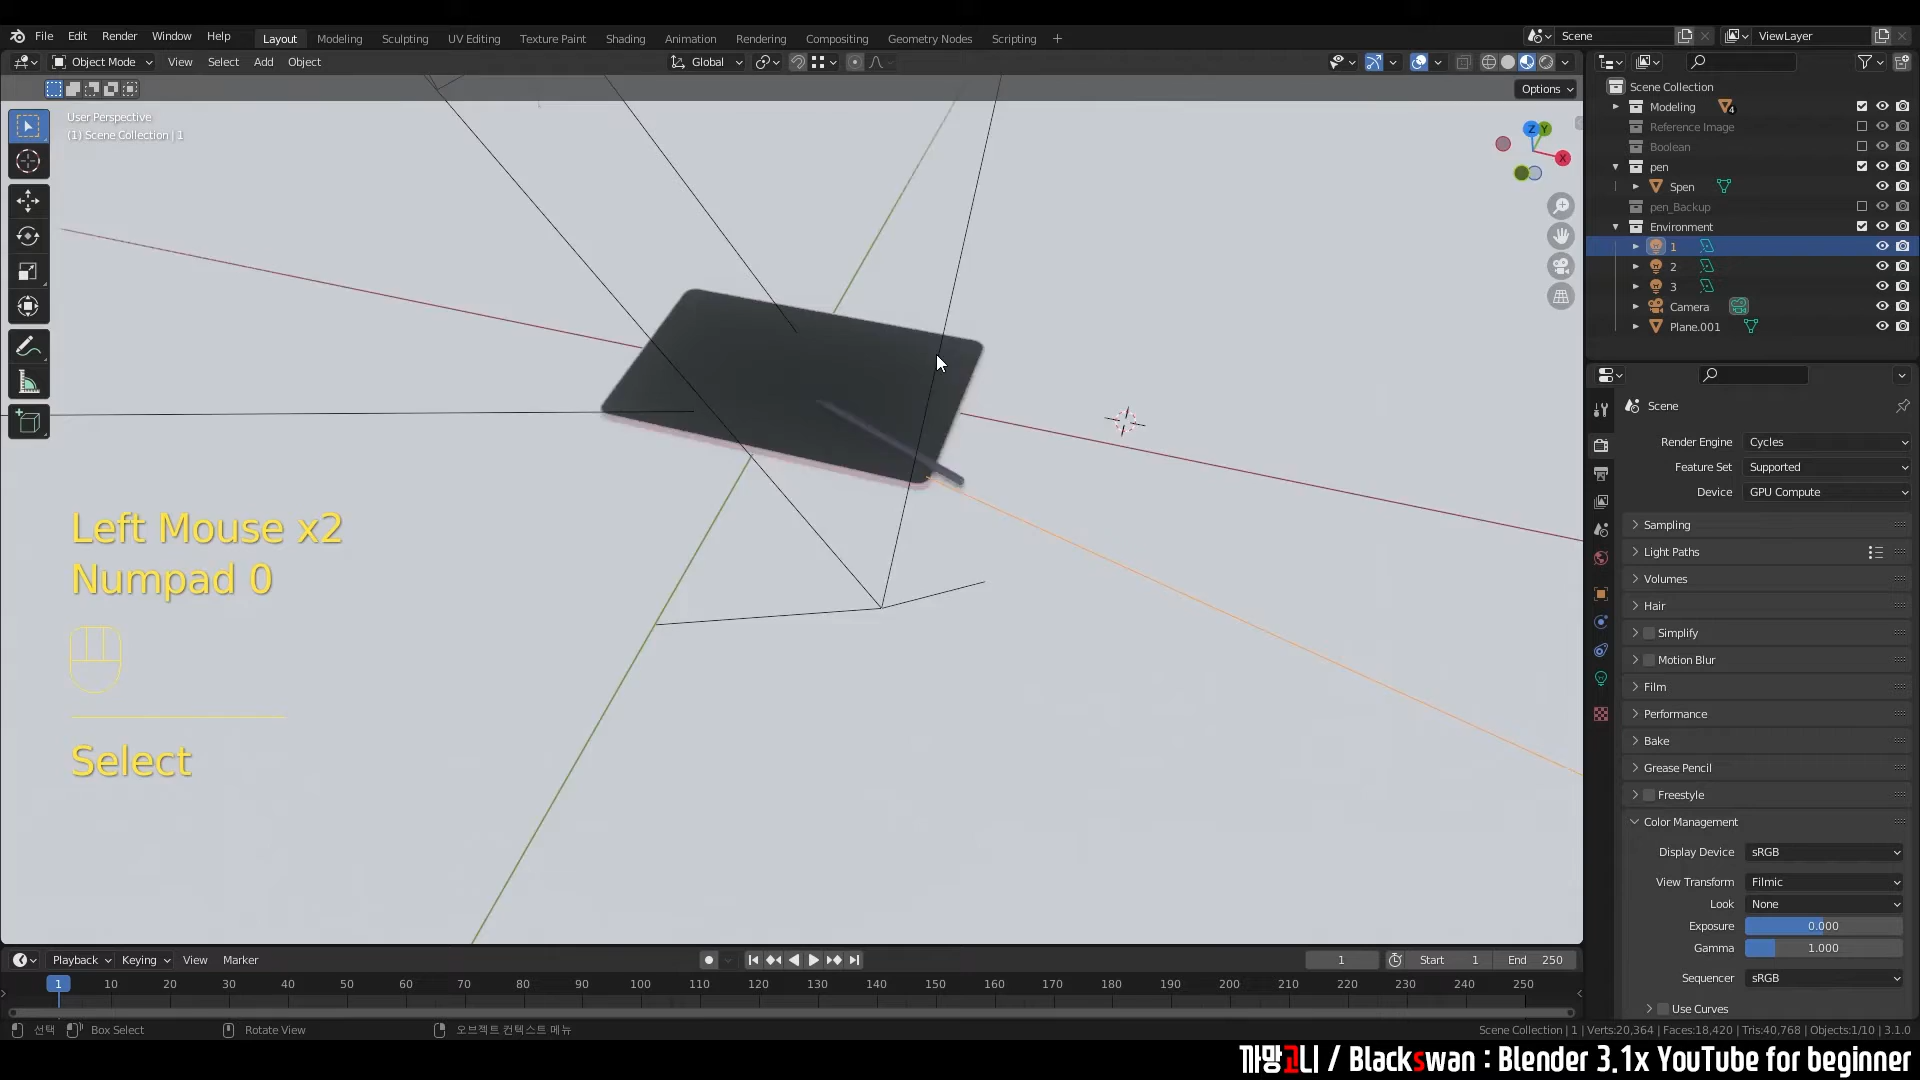 File Edit Render Window Help Layout Modeling Sculpting UV Editing Texture Paint Shading Animation Rendering Compositing Geometry Nodes Scripting + Scene ViewLayer
Object Mode View Select Add Object Global
Options
User Perspective
(1) Scene Collection | 1
Z Y
X
Left Mouse x2
Numpad 0
Select
Scene Collection
Modeling 4
Reference Image
Boolean
pen
Spen
pen_Backup
Environment
1
2
3
Camera
Plane.001
Scene
Render Engine Cycles
Feature Set Supported
Device GPU Compute
Sampling
Light Paths
Volumes
Hair
Simplify
Motion Blur
Film
Performance
Bake
Grease Pencil
Freestyle
Color Management
Display Device sRGB
View Transform Filmic
Look None
Exposure 0.000
Gamma 1.000
Sequencer sRGB
Use Curves
Playback Keying View Marker 1 Start 1 End 250
1 10 20 30 40 50 60 70 80 90 100 110 120 130 140 150 160 170 180 190 200 210 220 230 240 250
선택 Box Select Rotate View 오브젝트 컨텍스트 메뉴 Scene Collection | 1 | Verts:20,364 | Faces:18,420 | Tris:40,768 | Objects:1/10 | 3.1.0
까망고니 / Blackswan : Blender 3.1x YouTube for beginner